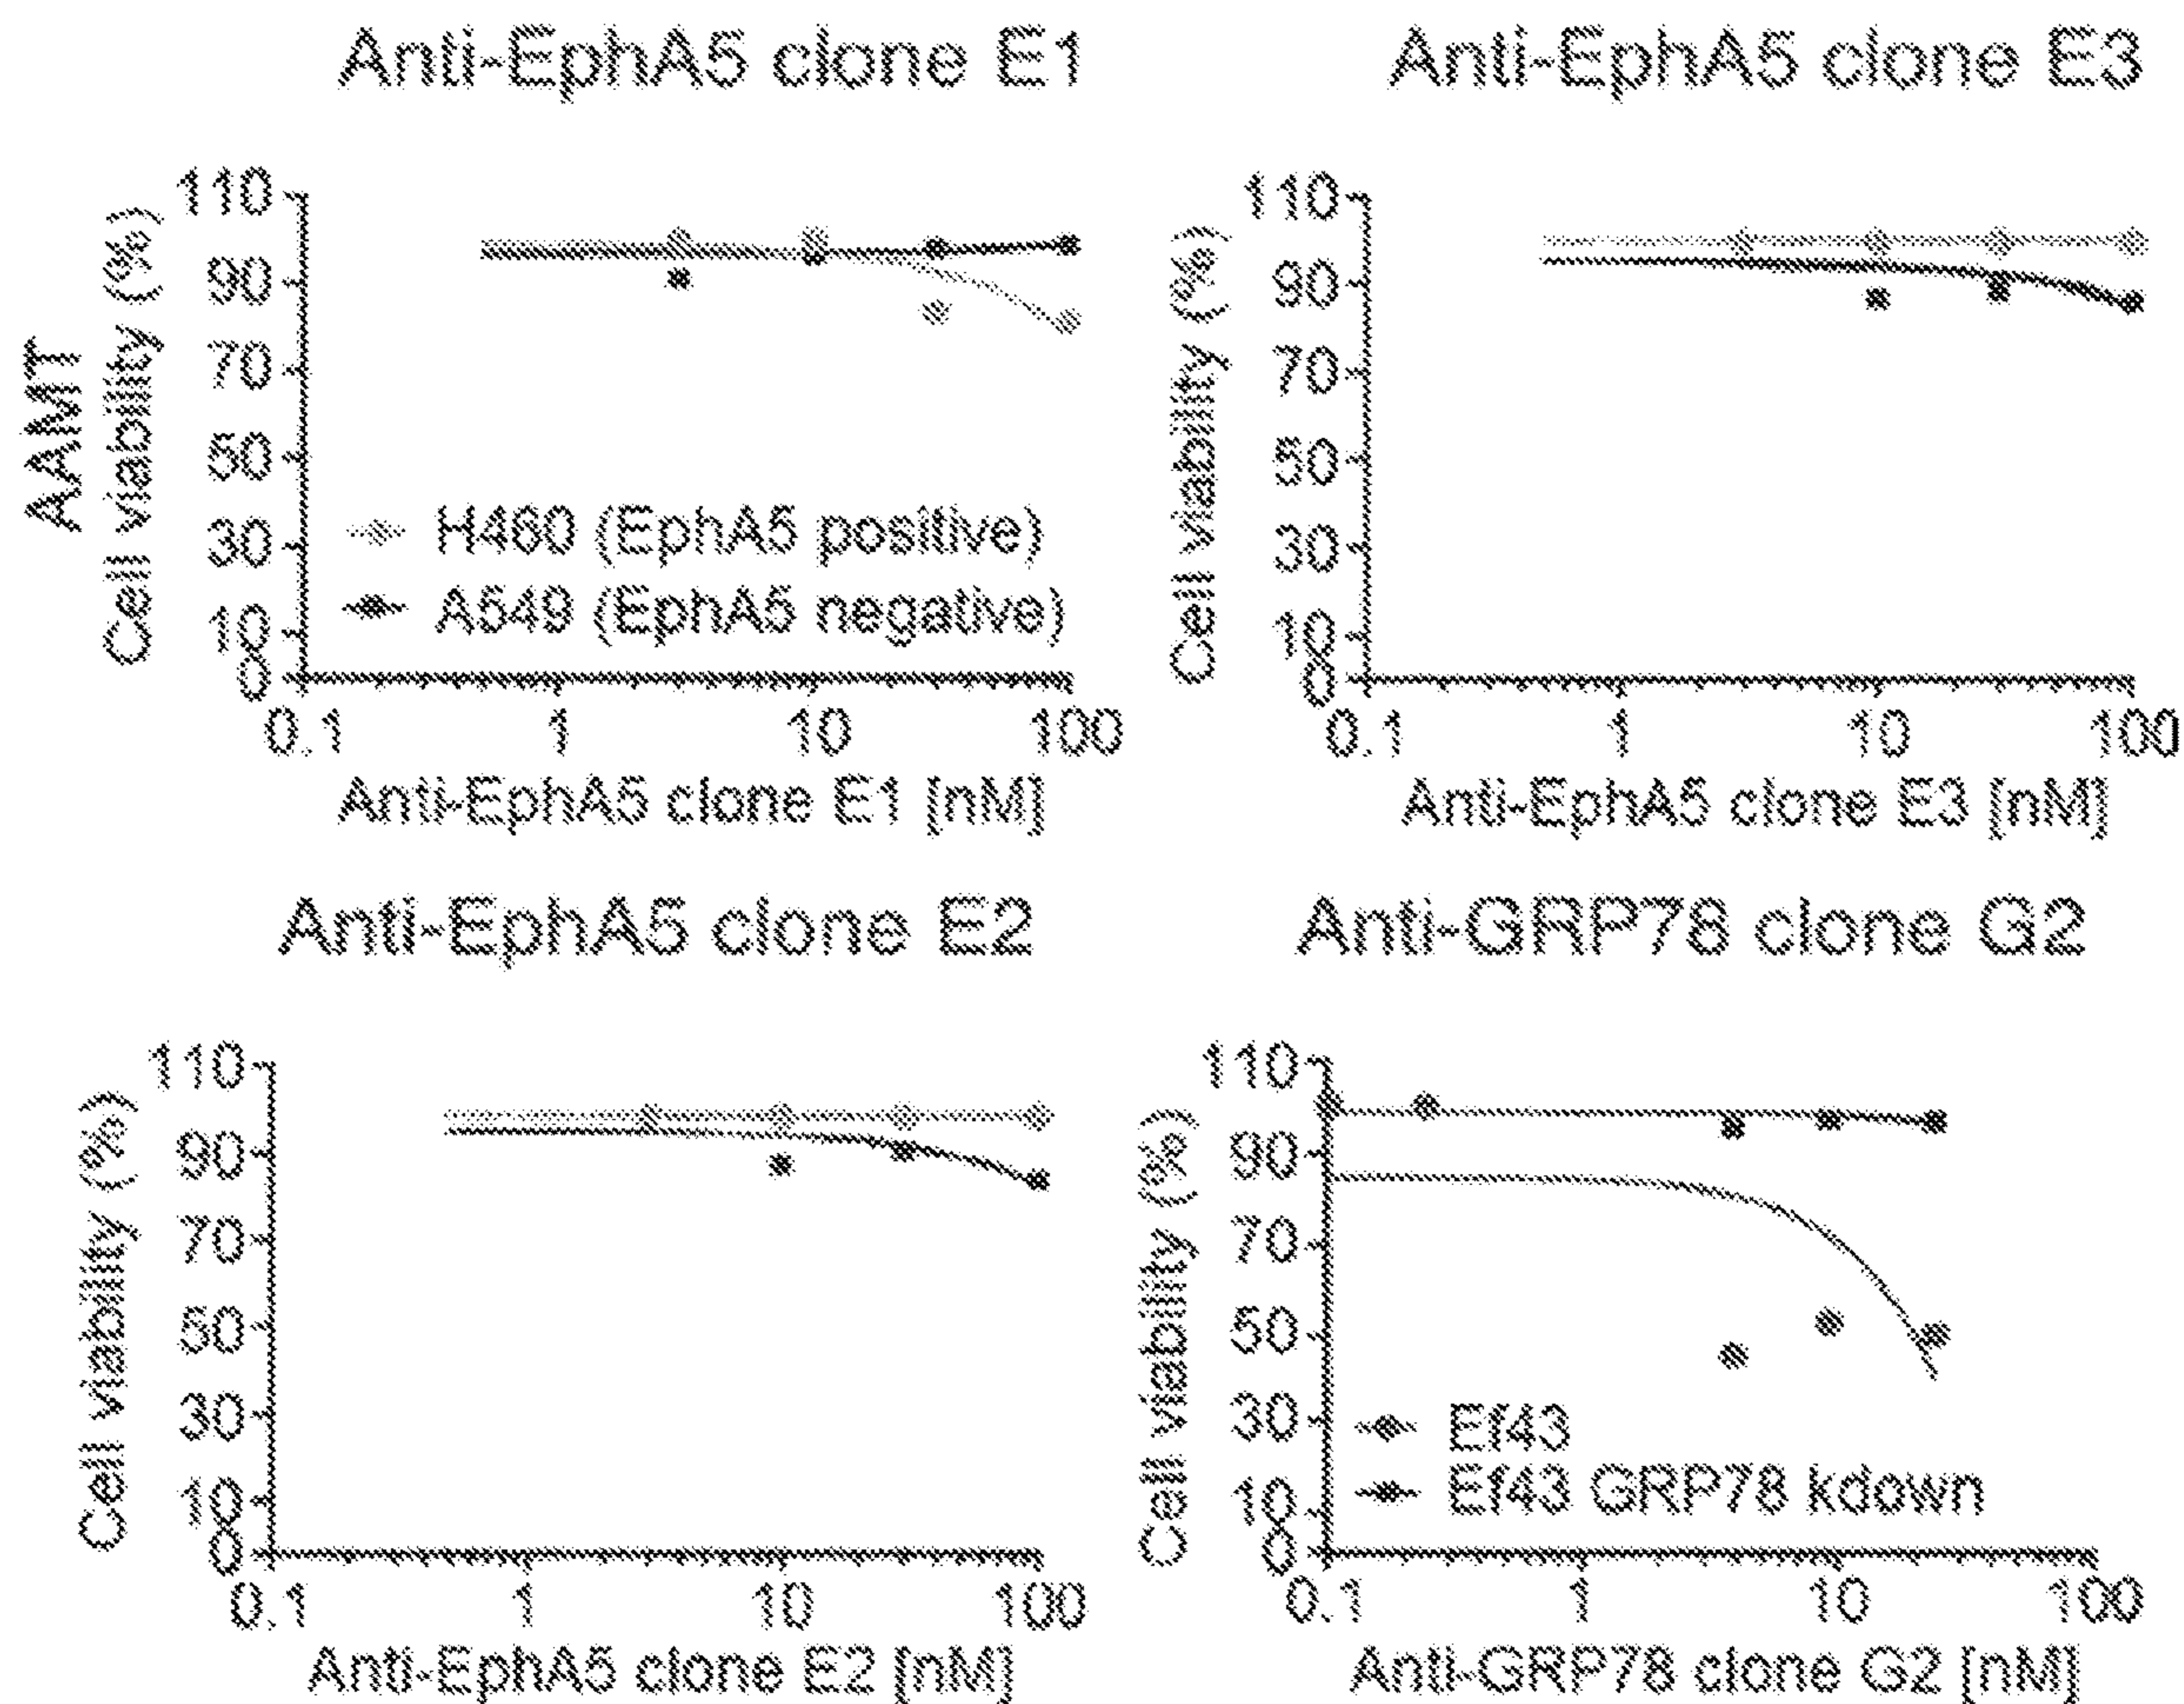 Anti-EphA5 clone E1
AAMT
Cell viability (%)
110
90
70
50
30
10
0
H460 (EphA5 positive)
A549 (EphA5 negative)
0.1 1 10 100
Anti-EphA5 clone E1 [nM]
Anti-EphA5 clone E3
Cell viability (%)
110
90
70
50
30
10
0
0.1 1 10 100
Anti-EphA5 clone E3 [nM]
Anti-EphA5 clone E2
Cell viability (%)
110
90
70
50
30
10
0
0.1 1 10 100
Anti-EphA5 clone E2 [nM]
Anti-GRP78 clone G2
Cell viability (%)
110
90
70
50
30
10
0
Ef43
Ef43 GRP78 kdown
0.1 1 10 100
Anti-GRP78 clone G2 [nM]